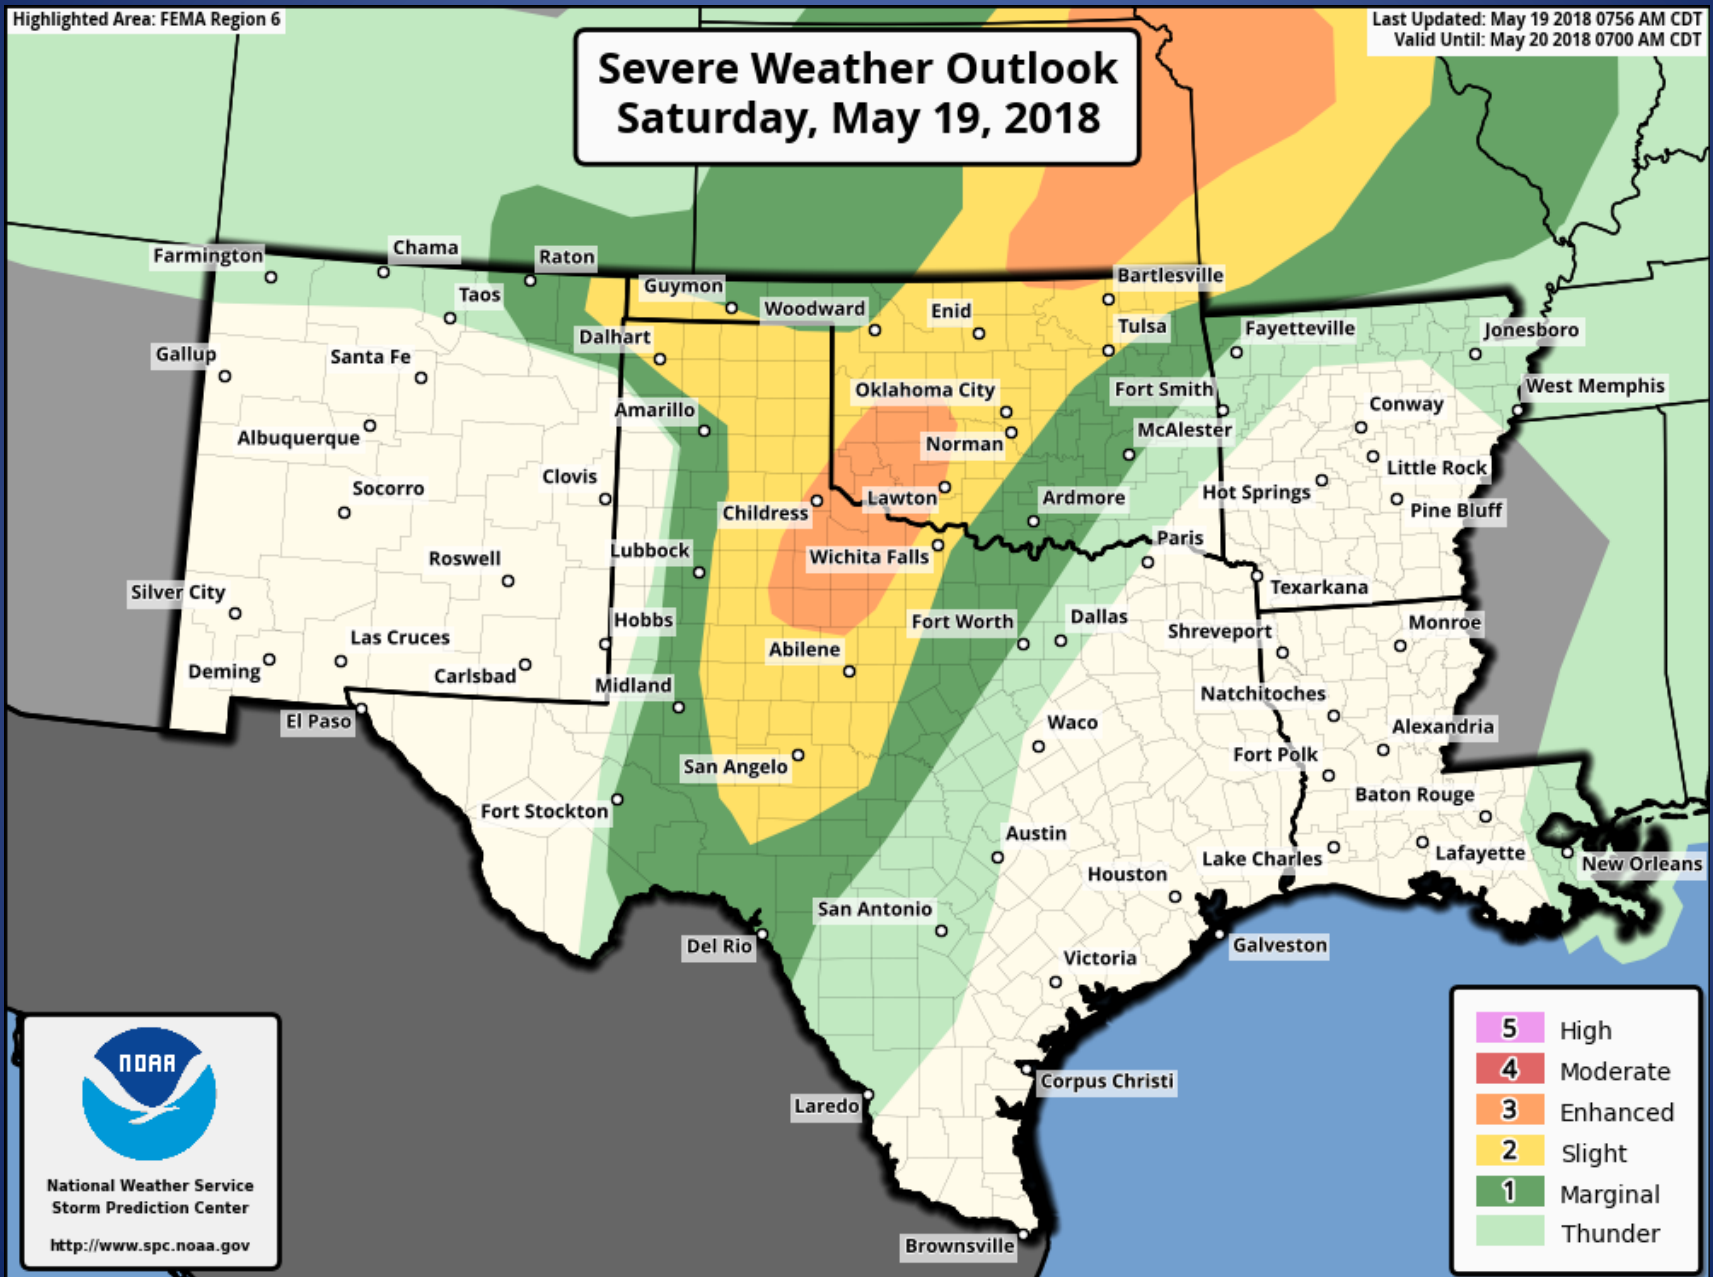 Highlighted Area: FEMA Region 6
Last Updated: May 19 2018 0756 AM CDT
Valid Until: May 20 2018 0700 AM CDT
Severe Weather Outlook
Saturday, May 19, 2018
Farmington
Chama
Raton
Taos
Guymon
Woodward
Enid
Bartlesville
Tulsa
Fayetteville
Jonesboro
Dalhart
Gallup
Santa Fe
Oklahoma City
Fort Smith
West Memphis
Amarillo
Conway
Albuquerque
Norman
McAlester
Little Rock
Clovis
Socorro
Childress
Lawton
Ardmore
Hot Springs
Pine Bluff
Lubbock
Roswell
Wichita Falls
Paris
Silver City
Texarkana
Hobbs
Las Cruces
Fort Worth
Dallas
Shreveport
Monroe
Deming
Carlsbad
Abilene
Midland
Natchitoches
El Paso
Waco
Alexandria
San Angelo
Fort Polk
Fort Stockton
Baton Rouge
Austin
Lake Charles
Lafayette
New Orleans
Houston
San Antonio
Del Rio
Galveston
Victoria
Corpus Christi
Laredo
Brownsville
NOAA
National Weather Service
Storm Prediction Center
http://www.spc.noaa.gov
5 High
4 Moderate
3 Enhanced
2 Slight
1 Marginal
Thunder